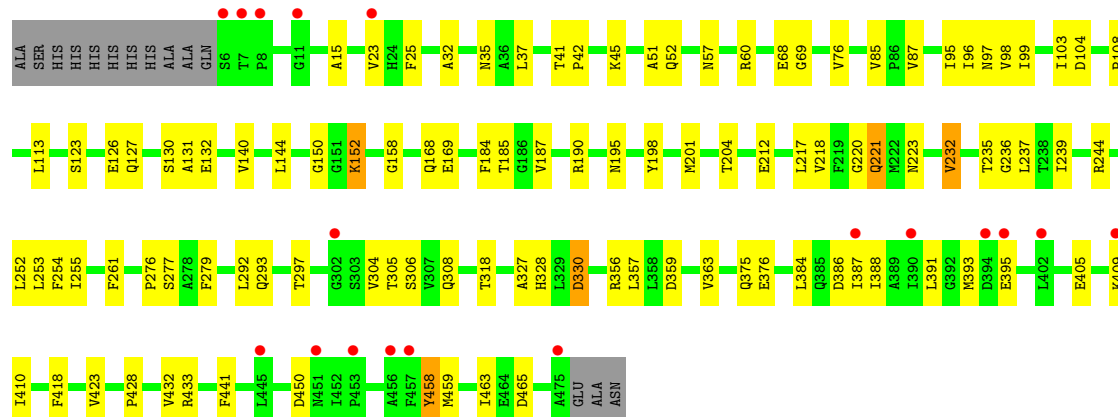 ALA SER HIS HIS HIS HIS HIS HIS ALA ALA GLN S6 T7 P8 G11 A15 V23 H24 F25 A32 N35 A36 L37 T41 P42 K45 A51 Q52 N57 R60 E68 G69 V76 V85 P86 V87 I95 I96 N97 V98 I99 I103 D104
L113 S123 E126 Q127 S130 A131 E132 V140 L144 G150 G151 K152 G158 Q168 E169 F184 T185 G186 V187 R190 N195 Y198 M201 T204 E212 L217 V218 F219 G220 Q221 M222 N223 V232 T235 G236 L237 T238 I239 R244
L252 L253 F254 I255 F261 P276 S277 A278 F279 L292 Q293 T297 G302 S303 V304 T305 S306 V307 Q308 T318 A327 H328 L329 D330 R356 L357 L358 D359 V363 Q375 E376 L384 Q385 D386 I387 I388 A389 I390 L391 G392 M393 D394 E395 L402 E405 K409
I410 F418 V423 P428 V432 R433 F441 L445 D450 N451 I452 P453 A456 F457 Y458 M459 I463 E464 D465 A475 GLU ALA ASN